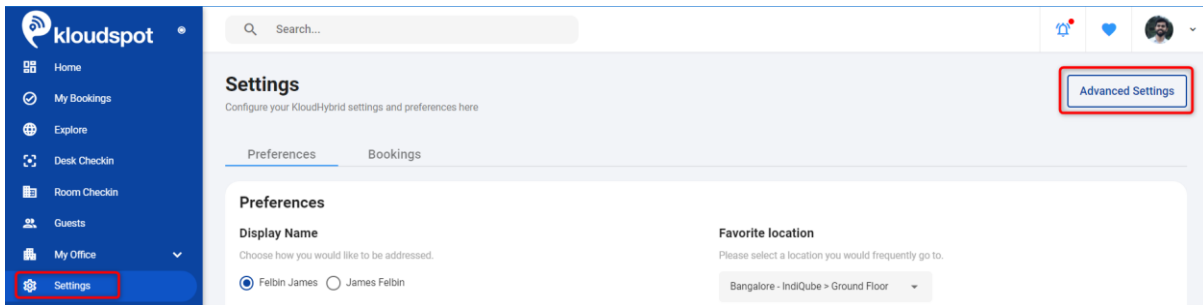 kloudspot
Search...
Home
My Bookings
Explore
Desk Checkin
Room Checkin
Guests
My Office
Settings
Settings
Configure your KloudHybrid settings and preferences here
Advanced Settings
Preferences Bookings
Preferences
Display Name
Choose how you would like to be addressed.
Felbin James James Felbin
Favorite location
Please select a location you would frequently go to.
Bangalore - IndiQube > Ground Floor